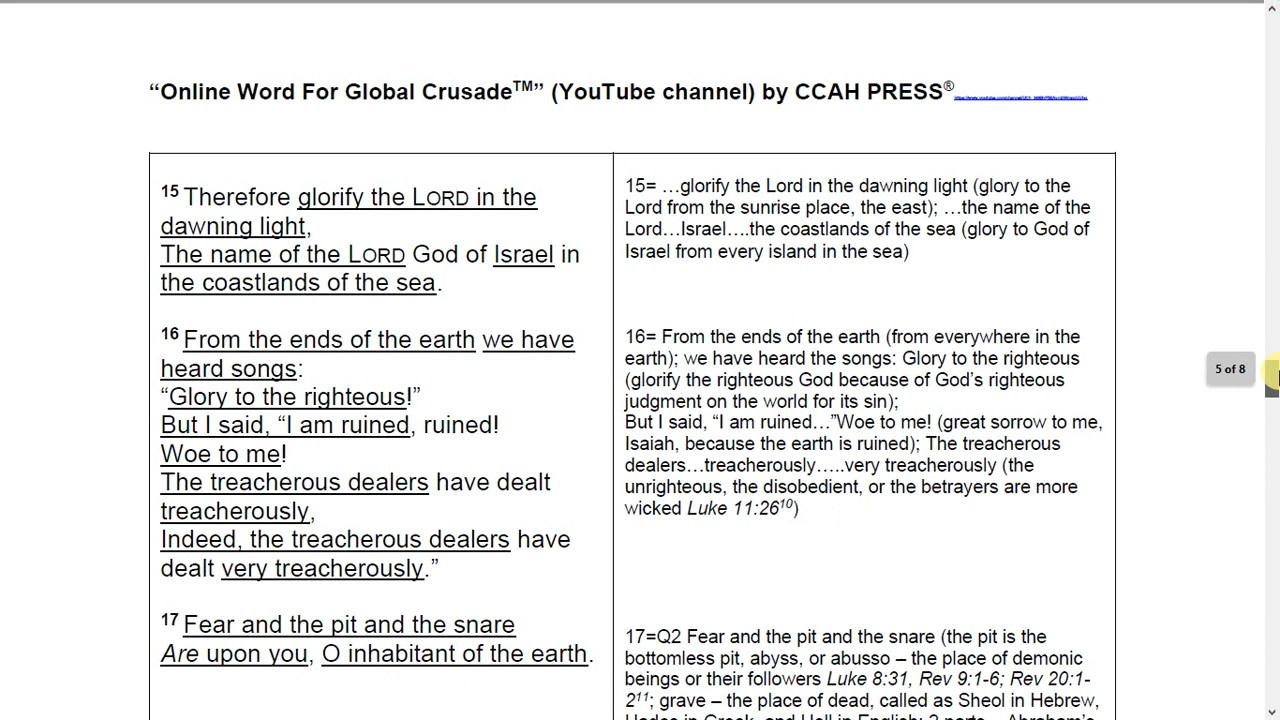 “Online Word For Global Crusade™” (YouTube channel) by CCAH PRESS®
15 Therefore glorify the LORD in the
dawning light,
The name of the LORD God of Israel in
the coastlands of the sea.
16 From the ends of the earth we have
heard songs:
“Glory to the righteous!”
But I said, “I am ruined, ruined!
Woe to me!
The treacherous dealers have dealt
treacherously,
Indeed, the treacherous dealers have
dealt very treacherously.”
17 Fear and the pit and the snare
Are upon you, O inhabitant of the earth.
15= …glorify the Lord in the dawning light (glory to the
Lord from the sunrise place, the east); …the name of the
Lord…Israel….the coastlands of the sea (glory to God of
Israel from every island in the sea)
16= From the ends of the earth (from everywhere in the
earth); we have heard the songs: Glory to the righteous
(glorify the righteous God because of God’s righteous
judgment on the world for its sin);
But I said, “I am ruined…”Woe to me! (great sorrow to me,
Isaiah, because the earth is ruined); The treacherous
dealers…treacherously…..very treacherously (the
unrighteous, the disobedient, or the betrayers are more
wicked Luke 11:26¹⁰)
17=Q2 Fear and the pit and the snare (the pit is the
bottomless pit, abyss, or abusso – the place of demonic
beings or their followers Luke 8:31, Rev 9:1-6; Rev 20:1-
2¹¹; grave – the place of dead, called as Sheol in Hebrew,
Hades in Greek, and Hell in English; 2 parts – Abraham’s
5 of 8